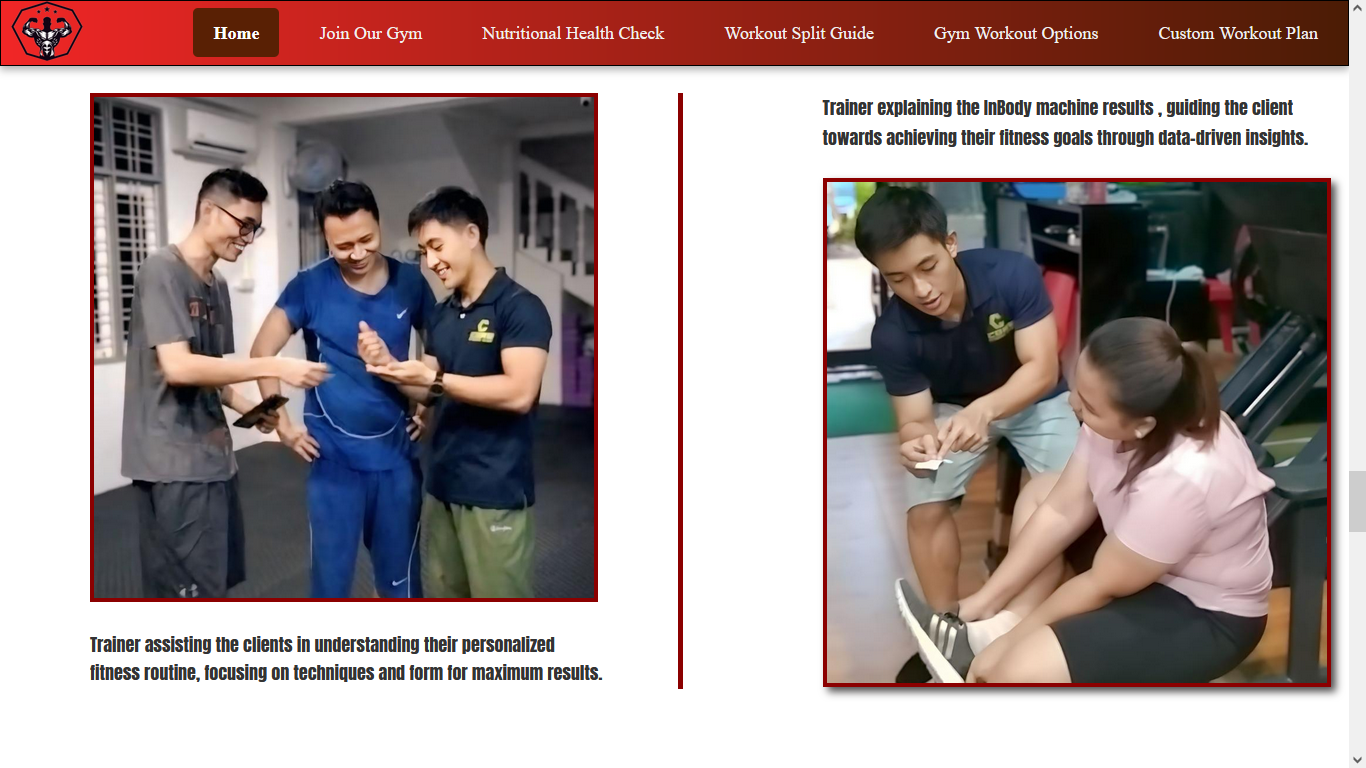 Home
Join Our Gym
Nutritional Health Check
Workout Split Guide
Gym Workout Options
Custom Workout Plan
Trainer assisting the clients in understanding their personalized
fitness routine, focusing on techniques and form for maximum results.
Trainer explaining the InBody machine results , guiding the client
towards achieving their fitness goals through data-driven insights.